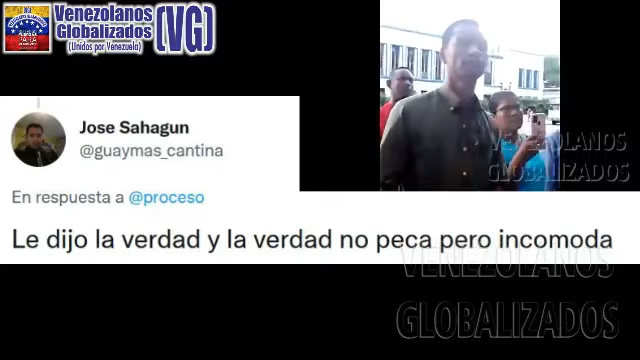 Venezolanos
Globalizados
(Unidos por Venezuela)
(VG)
VENEZOLANOS
GLOBALIZADOS
Jose Sahagun
@guaymas_cantina
En respuesta a @proceso
Le dijo la verdad y la verdad no peca pero incomoda
VENEZOLANOS
GLOBALIZADOS